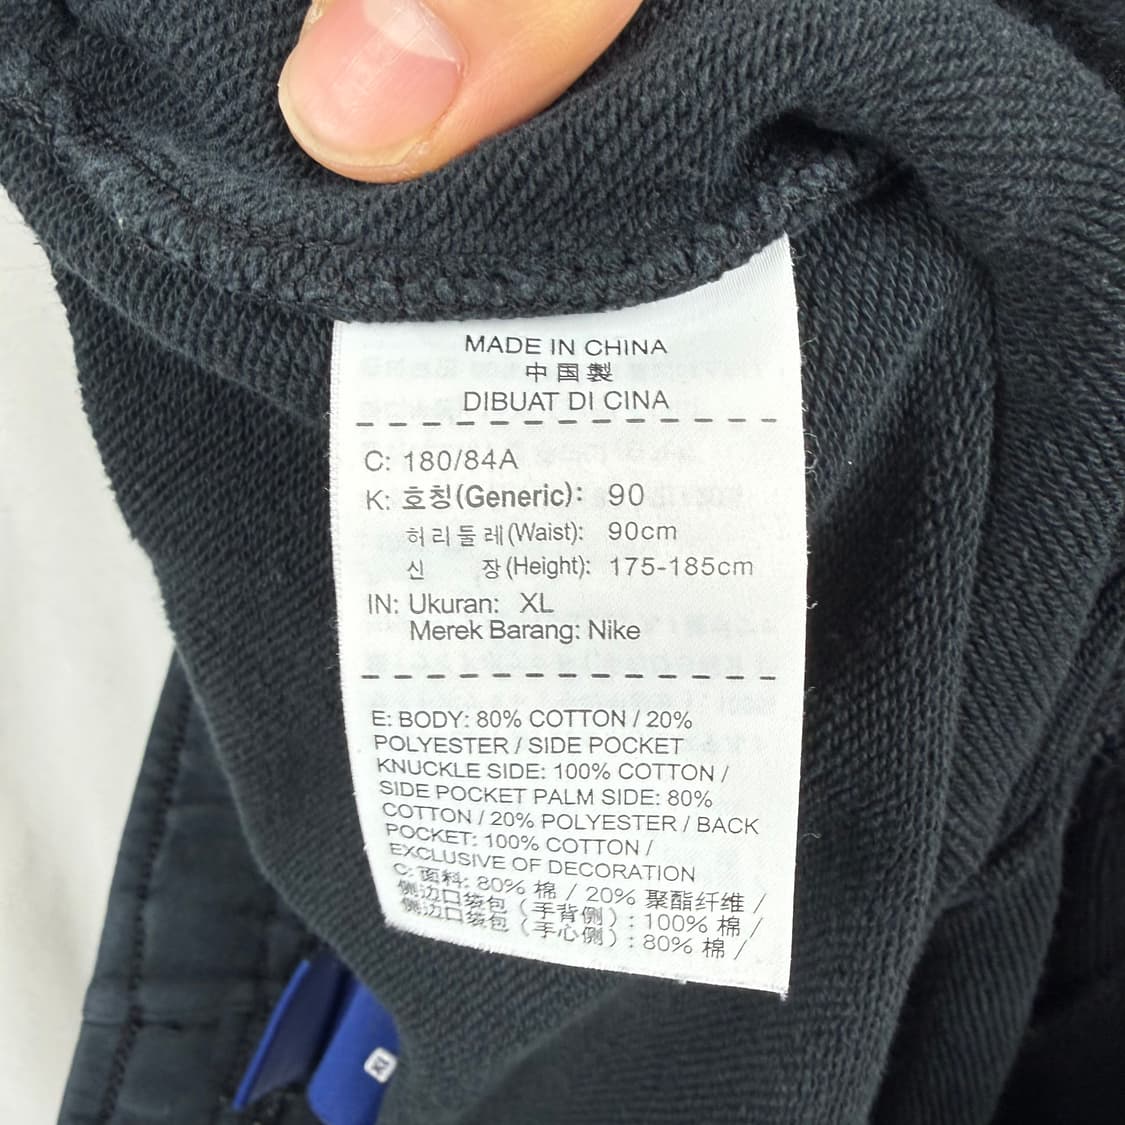 MADE IN CHINA
中国製
DIBUAT DI CINA
C: 180/84A
K: 호칭(Generic): 90
허리둘레(Waist): 90cm
신 장(Height): 175-185cm
IN: Ukuran: XL
Merek Barang: Nike
E: BODY: 80% COTTON / 20%
POLYESTER / SIDE POCKET
KNUCKLE SIDE: 100% COTTON /
SIDE POCKET PALM SIDE: 80%
COTTON / 20% POLYESTER / BACK
POCKET: 100% COTTON /
EXCLUSIVE OF DECORATION
C: 面料: 80% 棉 / 20% 聚酯纤维 /
侧边口袋包（手背侧）: 100% 棉 /
侧边口袋包（手心侧）: 80% 棉 /
XL